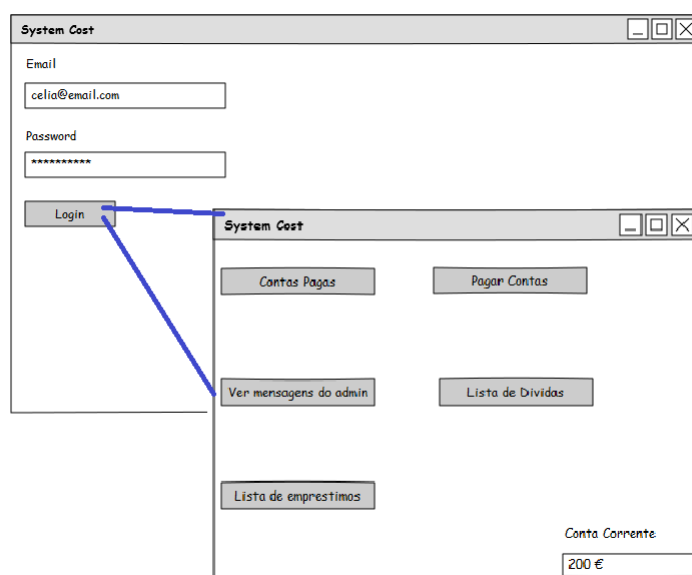 System Cost
Email
celia@email.com
Password
**********
Login
System Cost
Contas Pagas
Pagar Contas
Ver mensagens do admin
Lista de Dividas
Lista de emprestimos
Conta Corrente
200 €